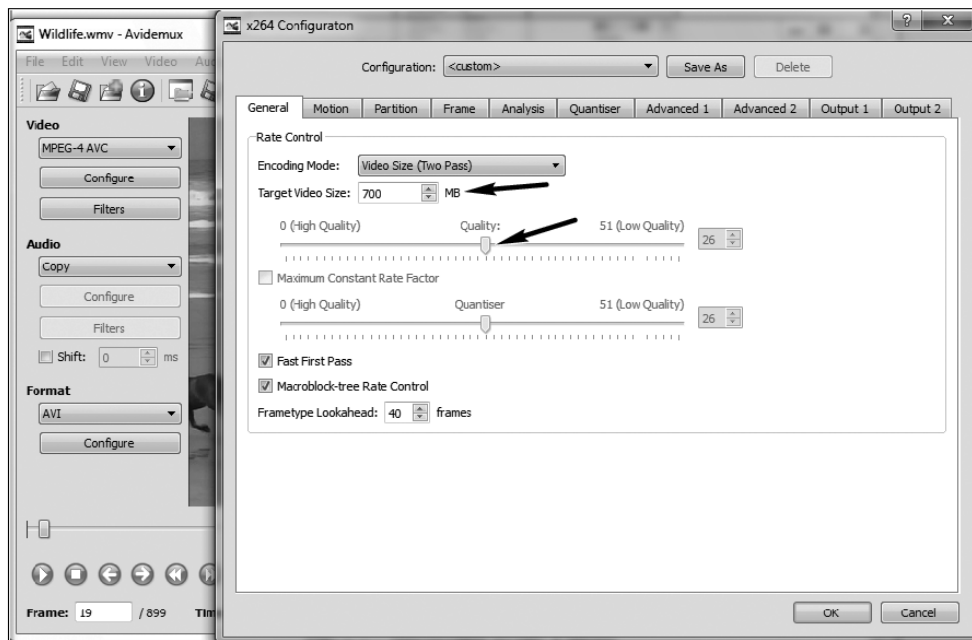 Wildlife.wmv - Avidemux
File Edit View Video Au
Video
MPEG-4 AVC
Configure
Filters
Audio
Copy
Configure
Filters
Shift: 0 ms
Format
AVI
Configure
Frame: 19 / 899 Tim
x264 Configuraton
? X
Configuration: <custom> Save As Delete
General Motion Partition Frame Analysis Quantiser Advanced 1 Advanced 2 Output 1 Output 2
Rate Control
Encoding Mode: Video Size (Two Pass)
Target Video Size: 700 MB
0 (High Quality) Quality: 51 (Low Quality)
26
Maximum Constant Rate Factor
0 (High Quality) Quantiser 51 (Low Quality)
26
Fast First Pass
Macroblock-tree Rate Control
Frametype Lookahead: 40 frames
OK Cancel